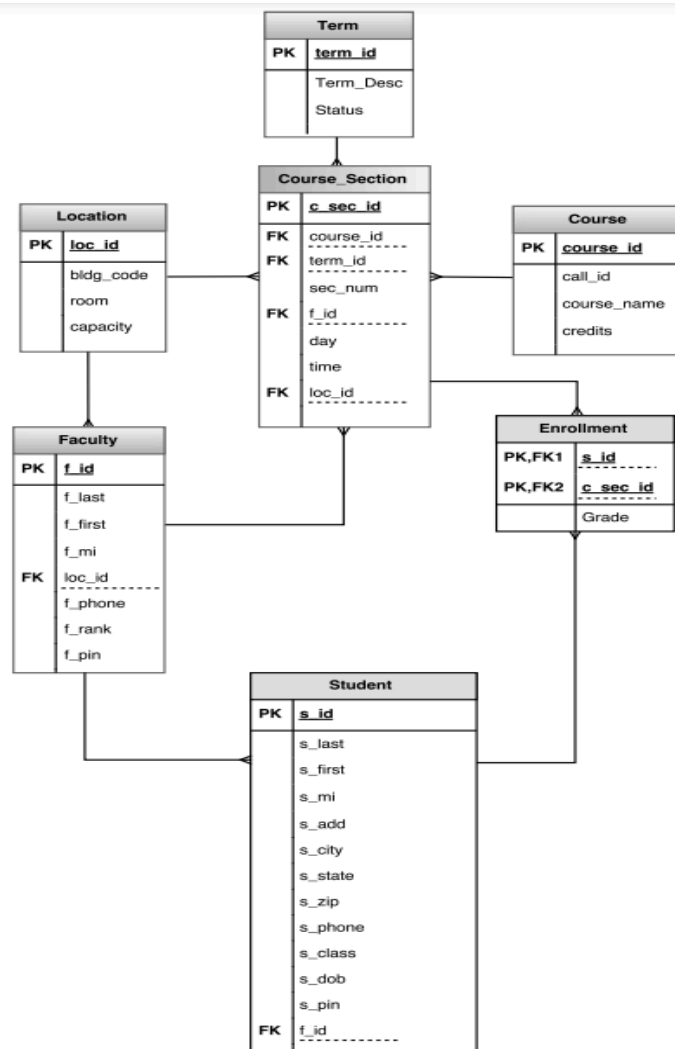 Term
PK term_id
Term_Desc
Status
Course_Section
PK c_sec_id
FK course_id
FK term_id
sec_num
FK f_id
day
time
FK loc_id
Location
PK loc_id
bldg_code
room
capacity
Course
PK course_id
call_id
course_name
credits
Faculty
PK f_id
f_last
f_first
f_mi
FK loc_id
f_phone
f_rank
f_pin
Enrollment
PK,FK1 s_id
PK,FK2 c_sec_id
Grade
Student
PK s_id
s_last
s_first
s_mi
s_add
s_city
s_state
s_zip
s_phone
s_class
s_dob
s_pin
FK f_id